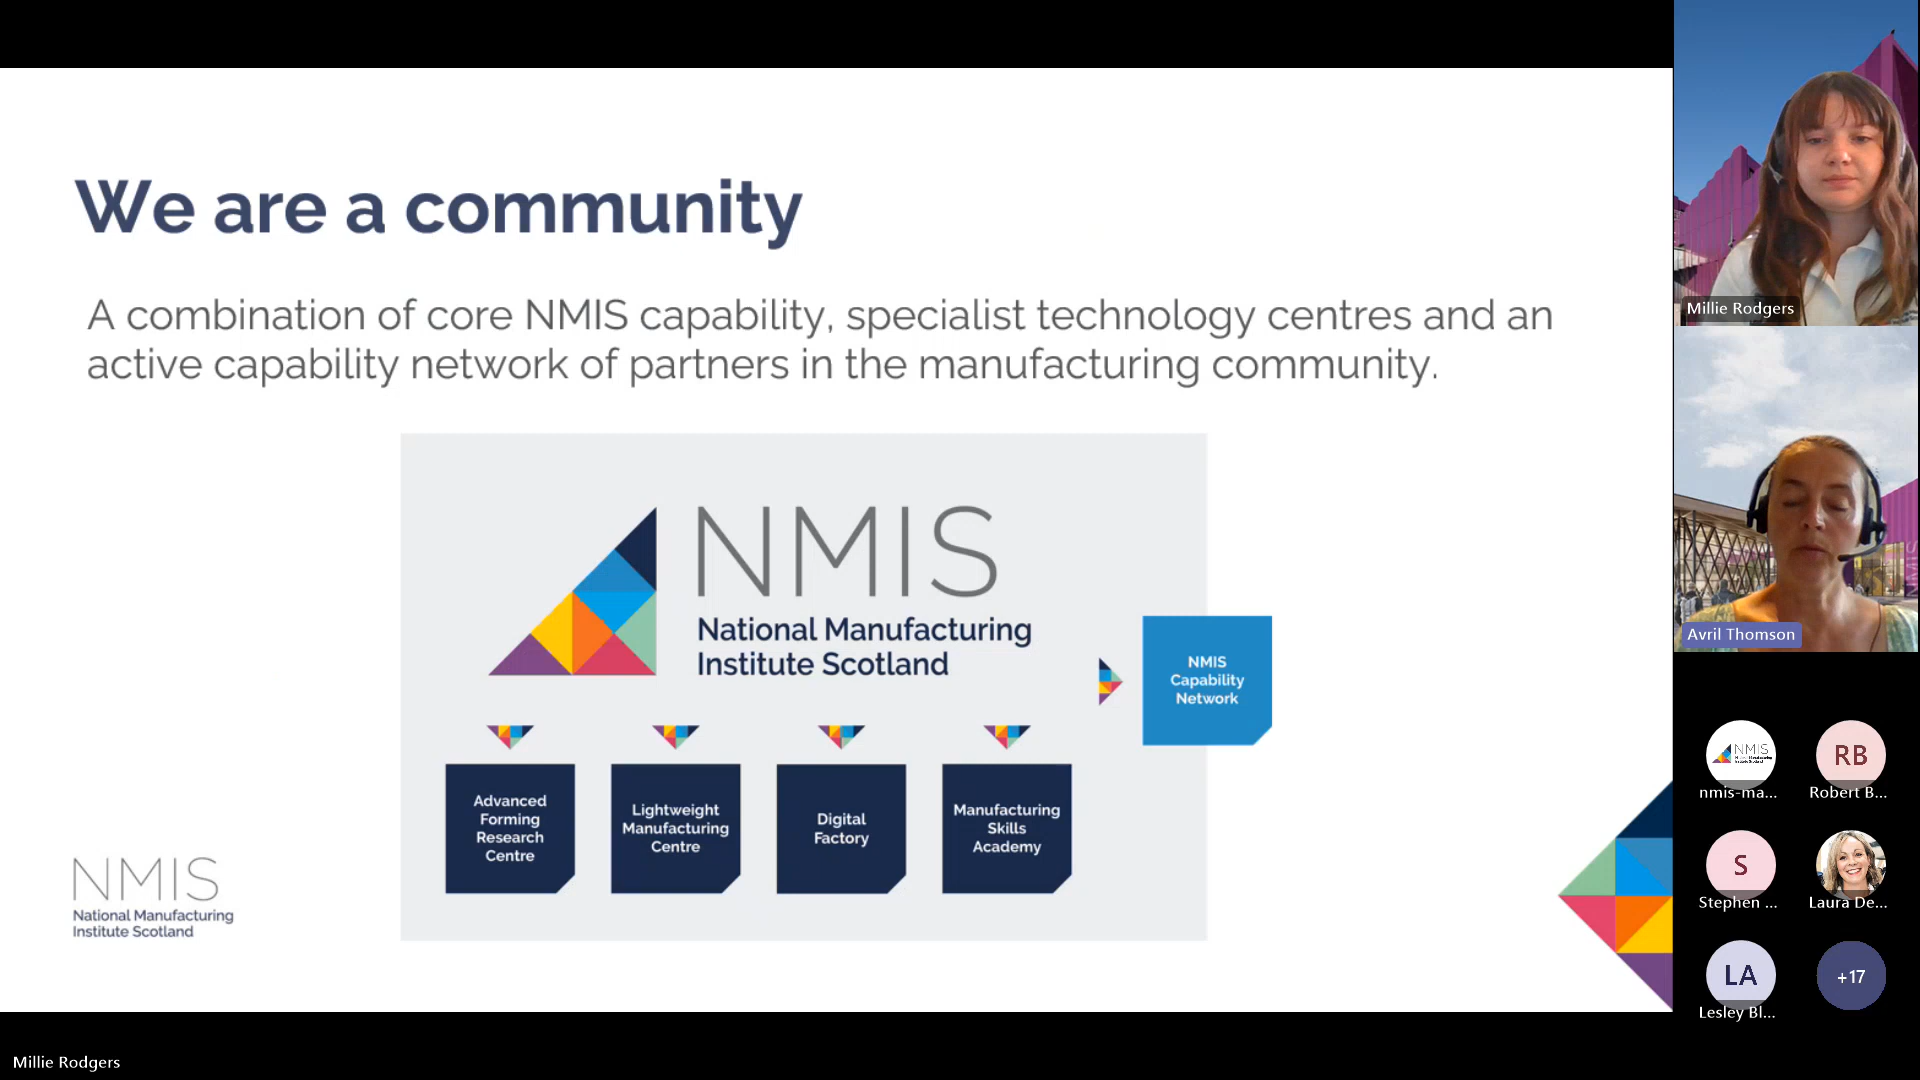 We are a community
A combination of core NMIS capability, specialist technology centres and an
active capability network of partners in the manufacturing community.
NMIS
National Manufacturing
Institute Scotland
NMIS
Capability
Network
Advanced
Forming
Research
Centre
Lightweight
Manufacturing
Centre
Digital
Factory
Manufacturing
Skills
Academy
NMIS
National Manufacturing
Institute Scotland
Millie Rodgers
Avril Thomson
NMIS
nmis-ma...
RB
Robert B...
S
Stephen ...
Laura De...
LA
Lesley Bl...
+17
Millie Rodgers